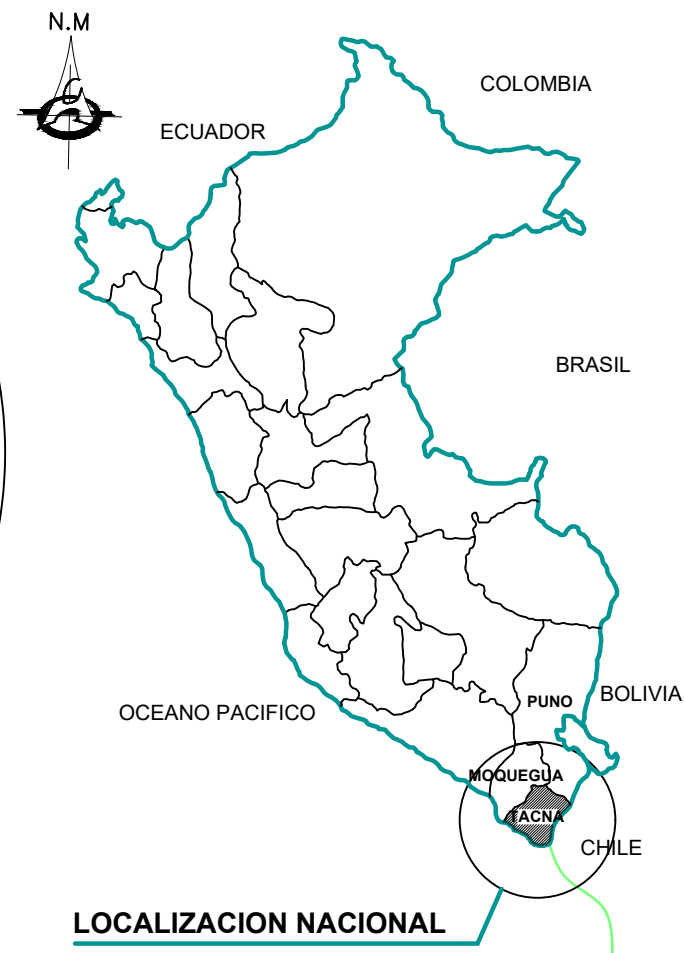 N.M
COLOMBIA
ECUADOR
BRASIL
PUNO
BOLIVIA
OCEANO PACIFICO
MOQUEGUA
TACNA
CHILE
LOCALIZACION NACIONAL